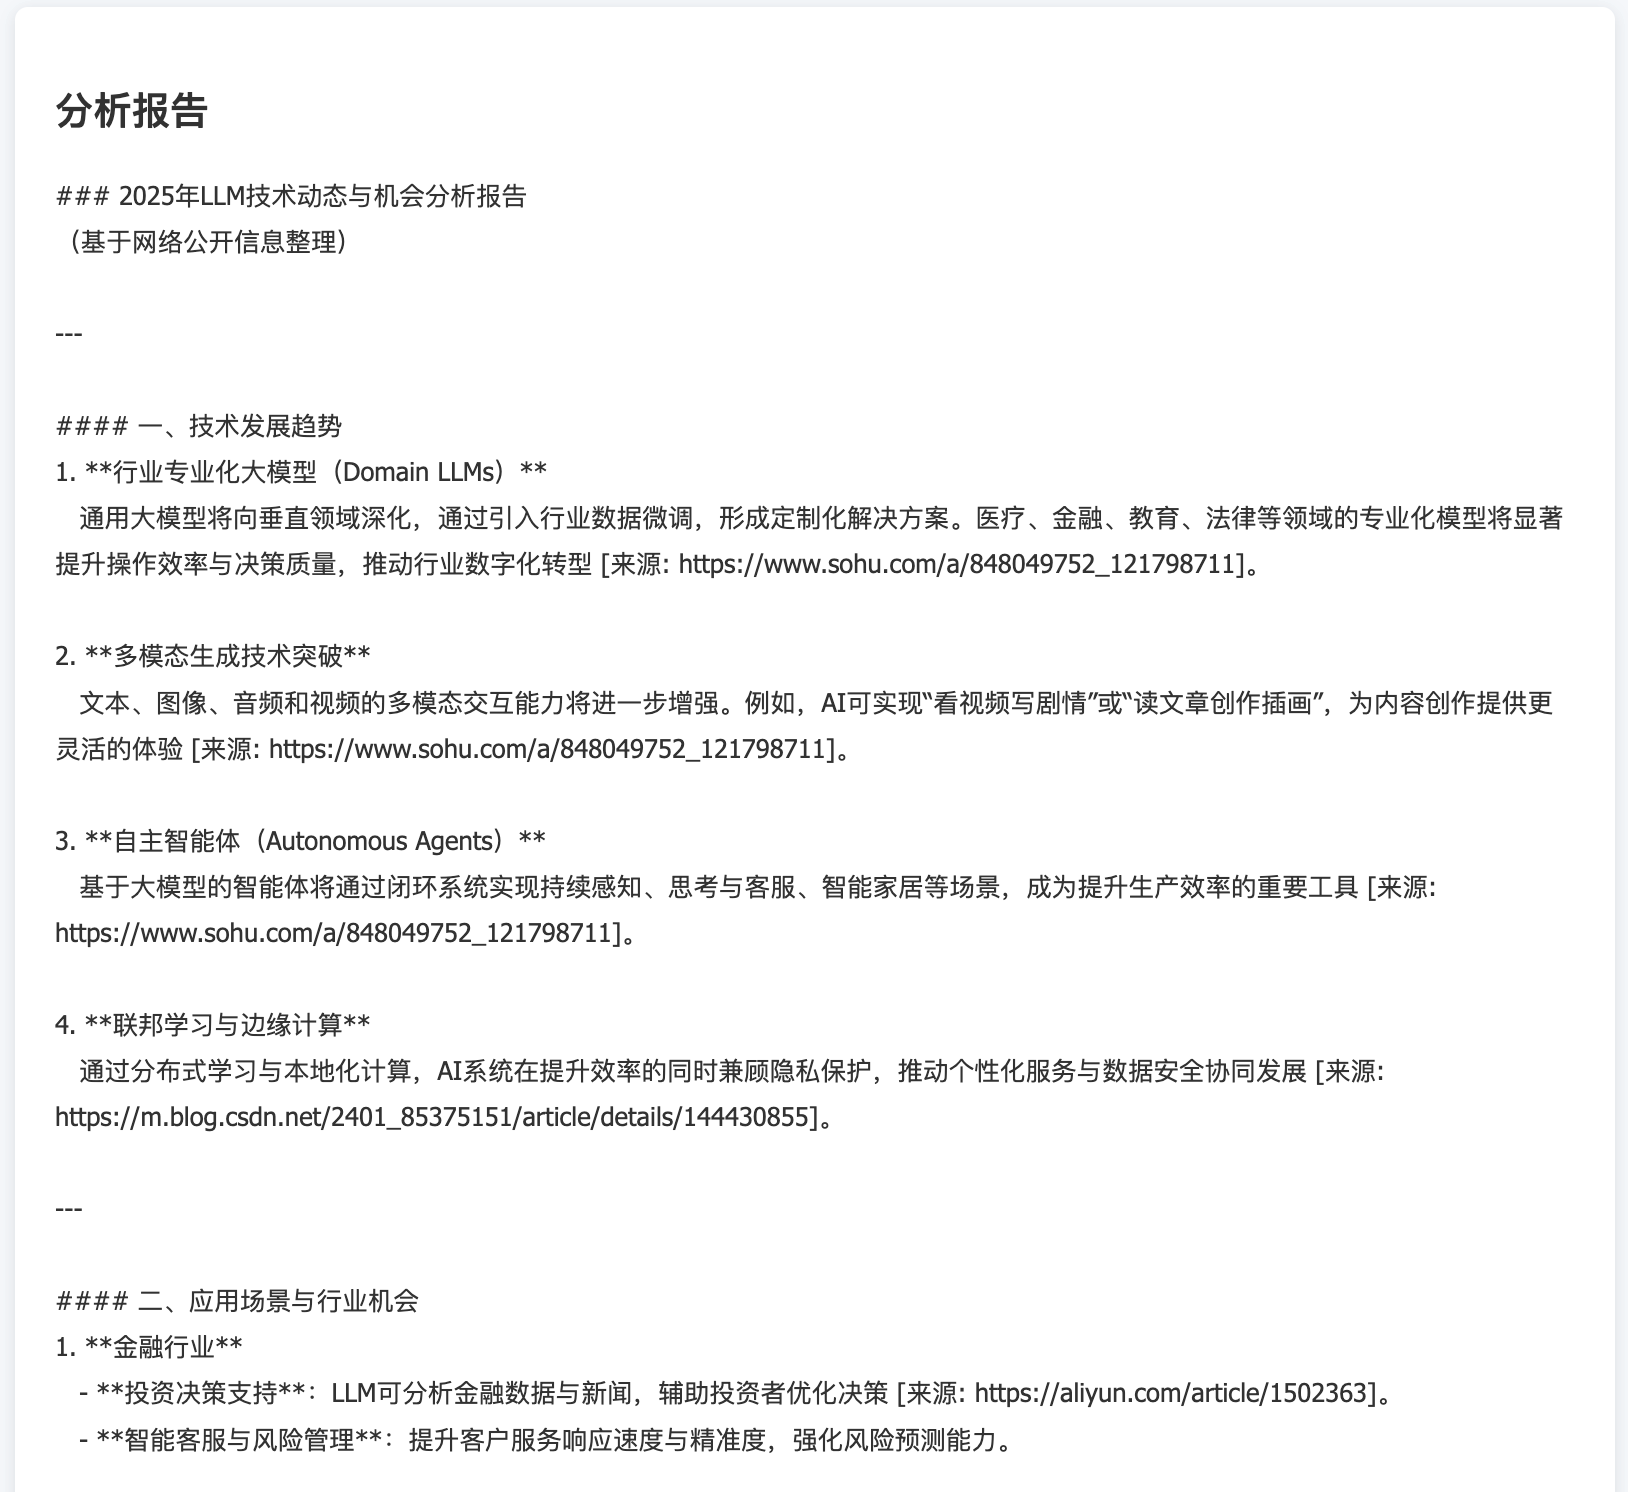 分析报告
### 2025年LLM技术动态与机会分析报告
（基于网络公开信息整理）
---
#### 一、技术发展趋势
1. **行业专业化大模型（Domain LLMs）**
通用大模型将向垂直领域深化，通过引入行业数据微调，形成定制化解决方案。医疗、金融、教育、法律等领域的专业化模型将显著
提升操作效率与决策质量，推动行业数字化转型 [来源: https://www.sohu.com/a/848049752_121798711]。
2. **多模态生成技术突破**
文本、图像、音频和视频的多模态交互能力将进一步增强。例如，AI可实现“看视频写剧情”或“读文章创作插画”，为内容创作提供更
灵活的体验 [来源: https://www.sohu.com/a/848049752_121798711]。
3. **自主智能体（Autonomous Agents）**
基于大模型的智能体将通过闭环系统实现持续感知、思考与客服、智能家居等场景，成为提升生产效率的重要工具 [来源:
https://www.sohu.com/a/848049752_121798711]。
4. **联邦学习与边缘计算**
通过分布式学习与本地化计算，AI系统在提升效率的同时兼顾隐私保护，推动个性化服务与数据安全协同发展 [来源:
https://m.blog.csdn.net/2401_85375151/article/details/144430855]。
---
#### 二、应用场景与行业机会
1. **金融行业**
- **投资决策支持**：LLM可分析金融数据与新闻，辅助投资者优化决策 [来源: https://aliyun.com/article/1502363]。
- **智能客服与风险管理**：提升客户服务响应速度与精准度，强化风险预测能力。